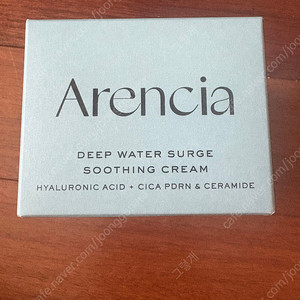 Arencia
DEEP WATER SURGE
SOOTHING CREAM
HYALURONIC ACID + CICA PDRN & CERAMIDE